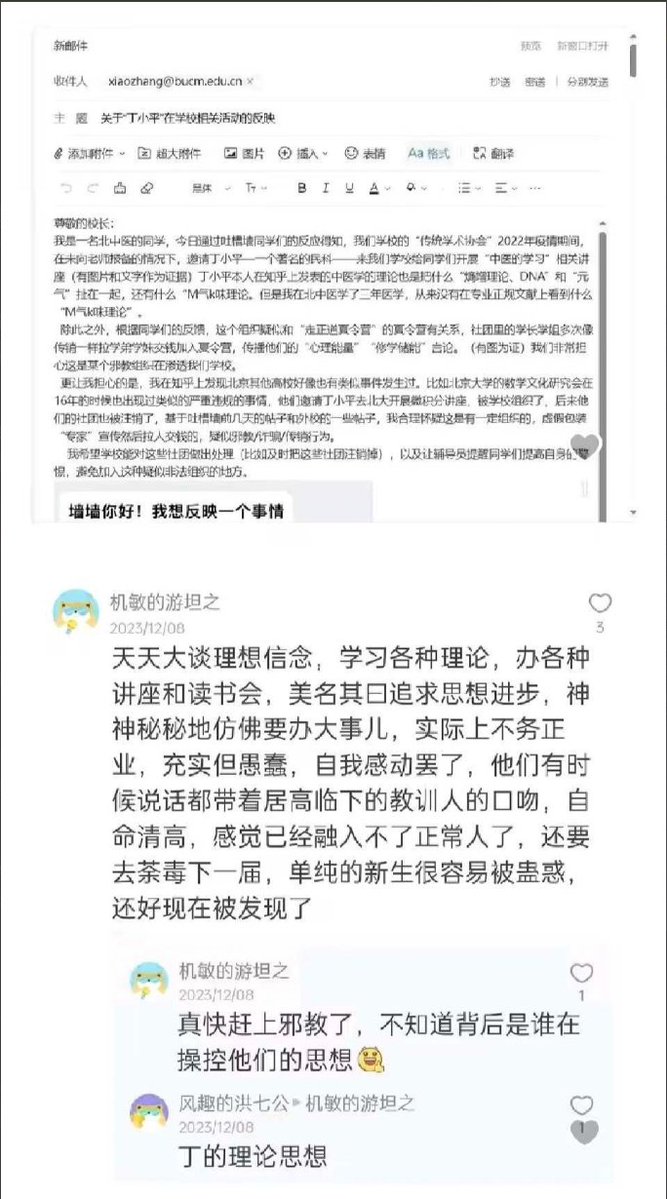 新邮件
预览 新窗口打开
收件人 xiaozhang@bucm.edu.cn ×
抄送 密送 | 分别发送
主 题 关于“丁小平”在学校相关活动的反映
添加附件 超大附件 图片 插入 表情 Aa 格式 翻译
黑体 Tт B I U A
尊敬的校长：
我是一名北中医的同学，今日通过吐槽墙同学们的反应得知，我们学校的“传统学术协会”2022年疫情期间，
在未向老师报备的情况下，邀请丁小平—一个著名的民科——来我们学校给同学们开展“中医的学习”相关讲
座（有图片和文字作为证据）丁小平本人在知乎上发表的中医学的理论也是把什么“熵增理论、DNA”和“元
气”扯在一起，还有什么“M气k味理论。但是我在北中医学了三年医学，从来没有在专业正规文献上看到什么
“M气k味理论”。
除此之外，根据同学们的反馈，这个组织疑似和“走正道夏令营”的夏令营有关系，社团里的学长学姐多次像
传销一样拉学弟学妹交钱加入夏令营，传播他们的“心理能量”“修学储能”言论。（有图为证）我们非常担
心这是某个邪教组织在渗透我们学校。
更让我担心的是，我在知乎上发现北京其他高校好像也有类似事件发生过。比如北京大学的数学文化研究会在
16年的时候也出现过类似的严重违规的事情，他们邀请丁小平去北大开展微积分讲座，被学校组织了，后来他
们的社团也被注销了，基于吐槽墙前几天的帖子和外校的一些帖子，我合理怀疑这是有一定组织的，虚假包装
“专家”宣传然后拉人交钱的，疑似邪教/诈骗/传销行为。
我希望学校能对这些社团做出处理（比如及时把这些社团注销掉），以及让辅导员提醒同学们提高自身的警
惕，避免加入这种疑似非法组织的地方。
墙墙你好！我想反映一个事情
机敏的游坦之
2023/12/08
3
天天大谈理想信念，学习各种理论，办各种
讲座和读书会，美名其曰追求思想进步，神
神秘秘地仿佛要办大事儿，实际上不务正
业，充实但愚蠢，自我感动罢了，他们有时
候说话都带着居高临下的教训人的口吻，自
命清高，感觉已经融入不了正常人了，还要
去荼毒下一届，单纯的新生很容易被蛊惑，
还好现在被发现了
机敏的游坦之
2023/12/08
1
真快赶上邪教了，不知道背后是谁在
操控他们的思想
风趣的洪七公 机敏的游坦之
2023/12/08
1
丁的理论思想